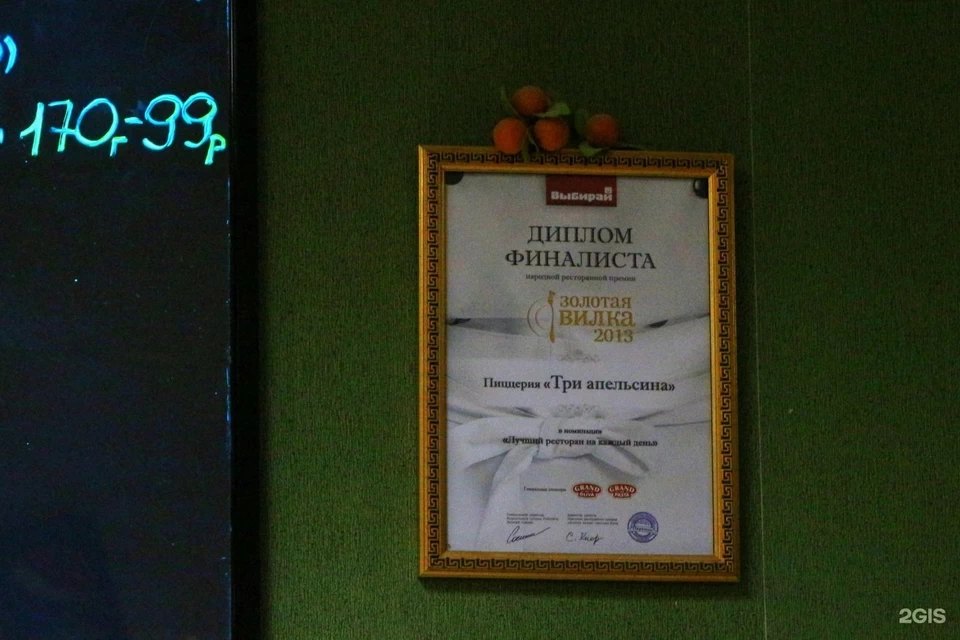 170г-99р
Выбирай
ДИПЛОМ
ФИНАЛИСТА
народной ресторанной премии
ЗОЛОТАЯ
ВИЛКА
2013
Пиццерия «Три апельсина»
в номинации
«Лучший ресторан на каждый день»
GRAND GRAND
2GIS